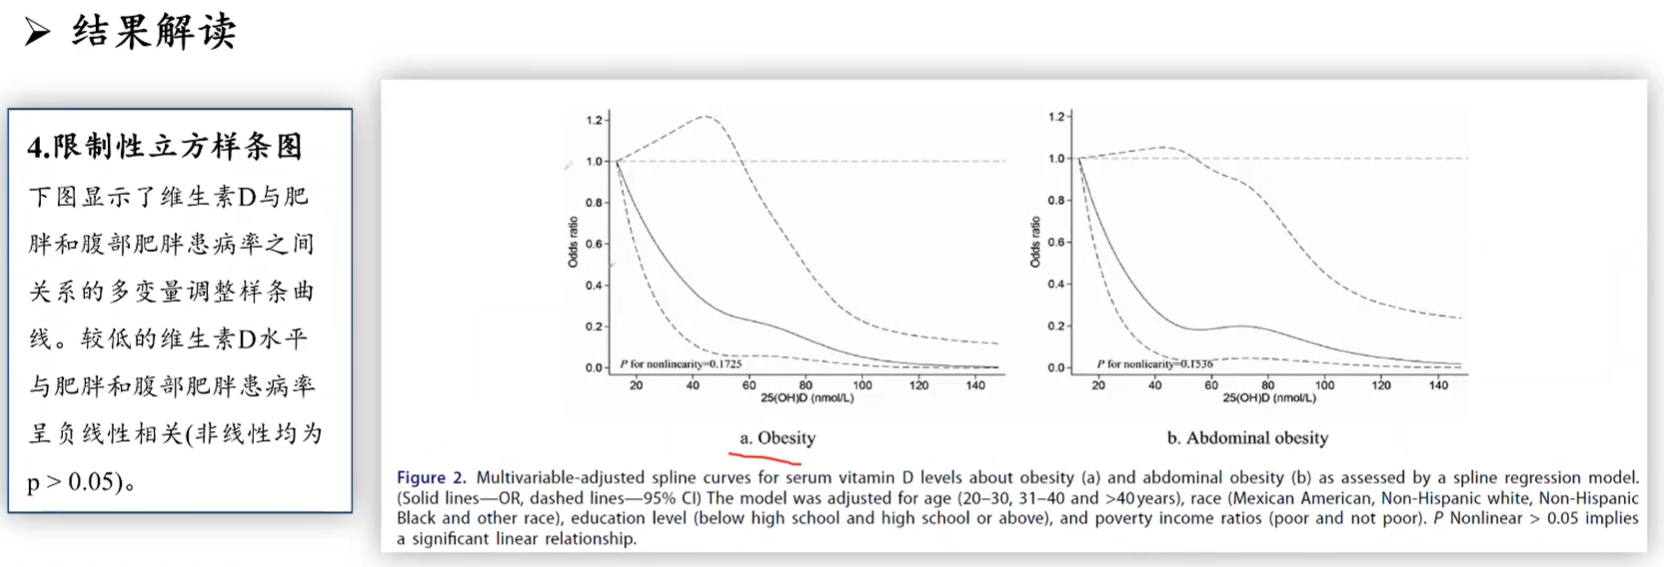 ➢ 结果解读
4.限制性立方样条图
下图显示了维生素D与肥
胖和腹部肥胖患病率之间
关系的多变量调整样条曲
线。较低的维生素D水平
与肥胖和腹部肥胖患病率
呈负线性相关(非线性均为
p > 0.05)。
1.2
1.0
0.8
0.6
0.4
0.2
0.0
Odds ratio
P for nonlinearity=0.1725
20 40 60 80 100 120 140
25(OH)D (nmol/L)
a. Obesity
1.2
1.0
0.8
0.6
0.4
0.2
0.0
Odds ratio
P for nonlicarity=0.1536
20 40 60 80 100 120 140
25(OH)D (nmol/L)
b. Abdominal obesity
Figure 2. Multivariable-adjusted spline curves for serum vitamin D levels about obesity (a) and abdominal obesity (b) as assessed by a spline regression model.
(Solid lines—OR, dashed lines—95% CI) The model was adjusted for age (20–30, 31–40 and >40 years), race (Mexican American, Non-Hispanic white, Non-Hispanic
Black and other race), education level (below high school and high school or above), and poverty income ratios (poor and not poor). P Nonlinear > 0.05 implies
a significant linear relationship.